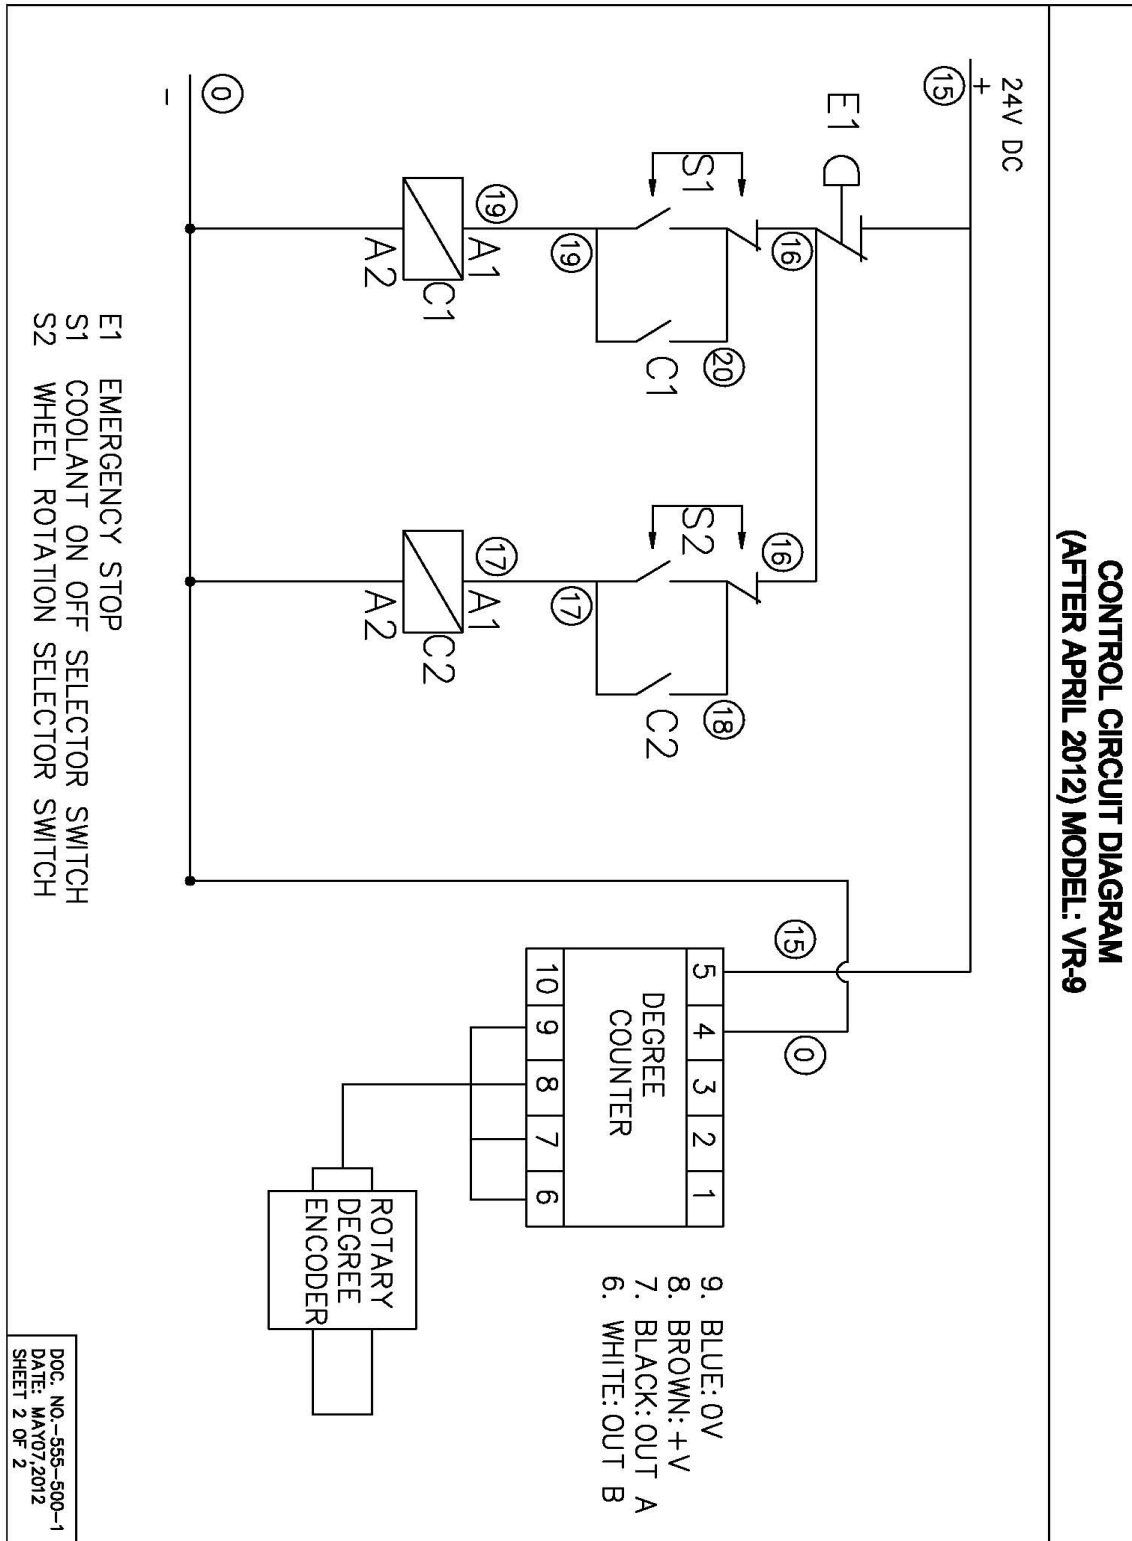 CONTROL CIRCUIT DIAGRAM
(AFTER APRIL 2012) MODEL: VR-9
24V DC
+
15
E1
16
16
S1
20
C1
19
19
A1
C1
A2
S2
18
C2
17
17
A1
C2
A2
0
-
15
0
5 4 3 2 1
DEGREE
COUNTER
10 9 8 7 6
9. BLUE: 0V
8. BROWN: +V
7. BLACK: OUT A
6. WHITE: OUT B
ROTARY
DEGREE
ENCODER
E1 EMERGENCY STOP
S1 COOLANT ON OFF SELECTOR SWITCH
S2 WHEEL ROTATION SELECTOR SWITCH
DOC. NO.-555-500-1
DATE: MAY07,2012
SHEET 2 OF 2